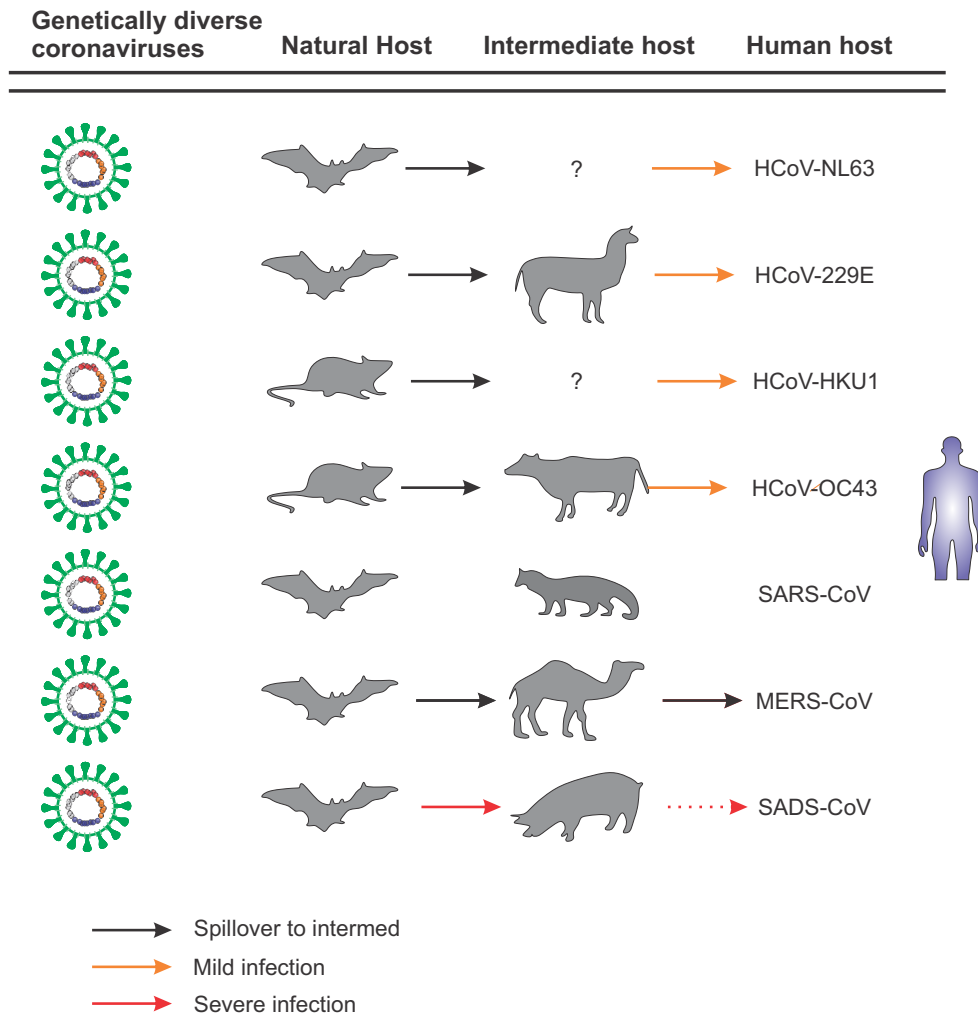 Genetically diverse
coronaviruses
Natural Host
Intermediate host
Human host
?
HCoV-NL63
HCoV-229E
?
HCoV-HKU1
HCoV-OC43
SARS-CoV
MERS-CoV
SADS-CoV
Spillover to intermed
Mild infection
Severe infection